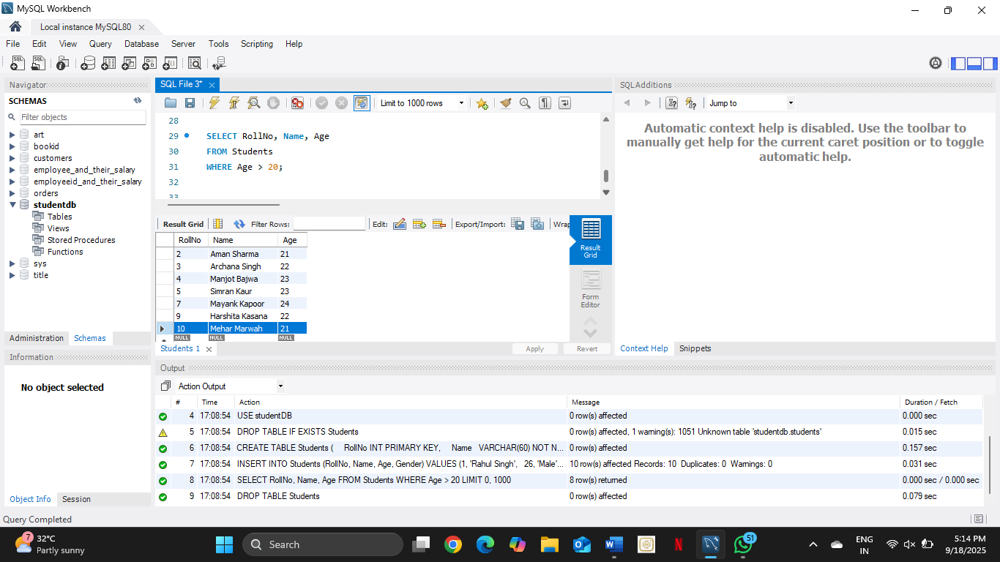 MySQL Workbench
Local instance MySQL80
File Edit View Query Database Server Tools Scripting Help
Navigator
SCHEMAS
Filter objects
art
bookid
customers
employee_and_their_salary
employeeid_and_their_salary
orders
studentdb
Tables
Views
Stored Procedures
Functions
sys
title
Administration Schemas
Information
No object selected
Object Info Session
SQL File 3*
Limit to 1000 rows
28
29 SELECT RollNo, Name, Age
30 FROM Students
31 WHERE Age > 20;
32
33
Result Grid Filter Rows: Edit: Export/Import: Wrap
RollNo Name Age
2 Aman Sharma 21
3 Archana Singh 22
4 Manjot Bajwa 23
5 Simran Kaur 23
7 Mayank Kapoor 24
9 Harshita Kasana 22
10 Mehar Marwah 21
NULL NULL NULL
Result
Grid
Form
Editor
Students 1 Apply Revert
SQLAdditions
Jump to
Automatic context help is disabled. Use the toolbar to
manually get help for the current caret position or to toggle
automatic help.
Context Help Snippets
Output
Action Output
# Time Action Message Duration / Fetch
4 17:08:54 USE studentDB 0 row(s) affected 0.000 sec
5 17:08:54 DROP TABLE IF EXISTS Students 0 row(s) affected, 1 warning(s): 1051 Unknown table 'studentdb.students' 0.015 sec
6 17:08:54 CREATE TABLE Students ( RollNo INT PRIMARY KEY, Name VARCHAR(60) NOT N... 0 row(s) affected 0.157 sec
7 17:08:54 INSERT INTO Students (RollNo, Name, Age, Gender) VALUES (1, 'Rahul Singh', 26, 'Male'... 10 row(s) affected Records: 10 Duplicates: 0 Warnings: 0 0.031 sec
8 17:08:54 SELECT RollNo, Name, Age FROM Students WHERE Age > 20 LIMIT 0, 1000 8 row(s) returned 0.000 sec / 0.000 sec
9 17:08:54 DROP TABLE Students 0 row(s) affected 0.079 sec
Query Completed
7
32°C
Partly sunny
Search
51
ENG
IN
5:14 PM
9/18/2025